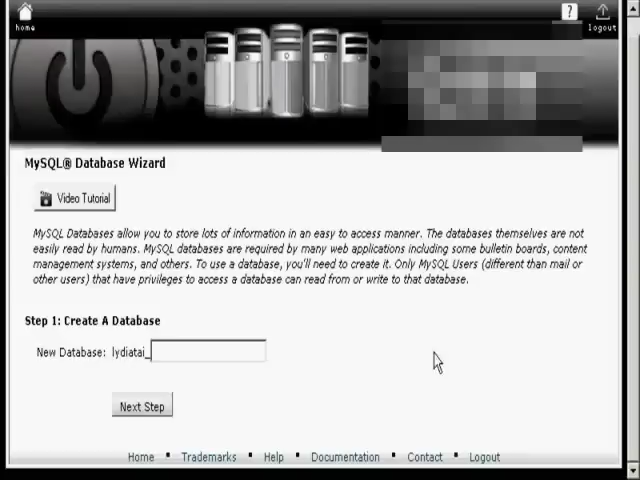 home
?
logout
MySQL® Database Wizard
Video Tutorial
MySQL Databases allow you to store lots of information in an easy to access manner. The databases themselves are not
easily read by humans. MySQL databases are required by many web applications including some bulletin boards, content
management systems, and others. To use a database, you'll need to create it. Only MySQL Users (different than mail or
other users) that have privileges to access a database can read from or write to that database.
Step 1: Create A Database
New Database: lydiatai_
Next Step
Home ▪ Trademarks ▪ Help ▪ Documentation ▪ Contact ▪ Logout